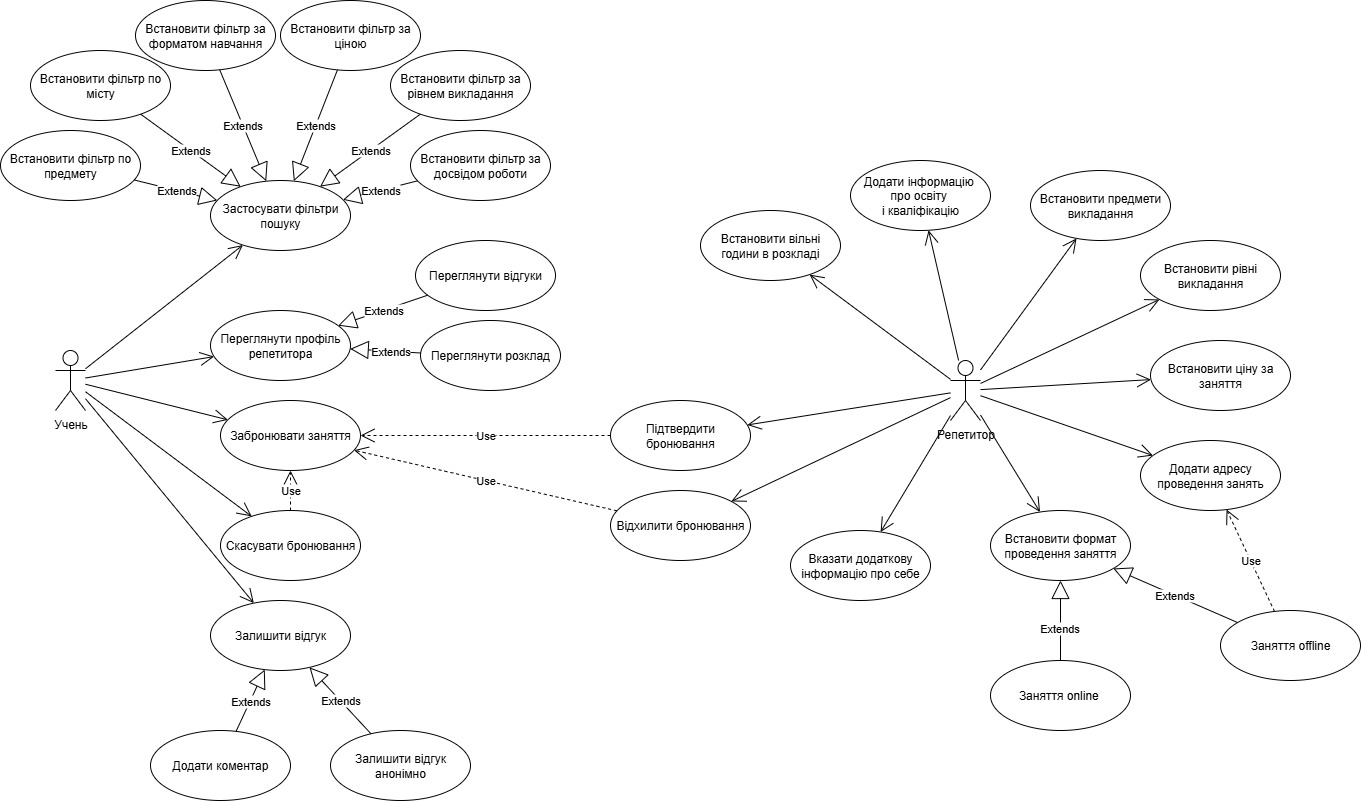 Встановити фільтр за
форматом навчання
Встановити фільтр за
ціною
Встановити фільтр по
місту
Встановити фільтр за
рівнем викладання
Extends
Extends
Extends
Extends
Встановити фільтр по
предмету
Встановити фільтр за
досвідом роботи
Extends
Extends
Застосувати фільтри
пошуку
Переглянути відгуки
Extends
Переглянути профіль
репетитора
Extends
Переглянути розклад
Учень
Забронювати заняття
Use
Use
Use
Скасувати бронювання
Залишити відгук
Extends
Extends
Додати коментар
Залишити відгук
анонімно
Додати інформацію
про освіту
і кваліфікацію
Встановити предмети
викладання
Встановити вільні
години в розкладі
Встановити рівні
викладання
Встановити ціну за
заняття
Репетитор
Підтвердити
бронювання
Відхилити бронювання
Додати адресу
проведення занять
Вказати додаткову
інформацію про себе
Встановити формат
проведення заняття
Use
Extends
Extends
Заняття offline
Заняття online